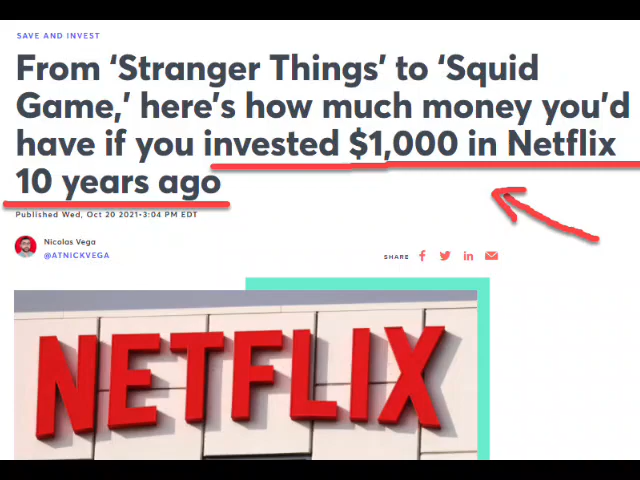 SAVE AND INVEST
From ‘Stranger Things’ to ‘Squid
Game,’ here’s how much money you’d
have if you invested $1,000 in Netflix
10 years ago
Published Wed, Oct 20 2021•3:04 PM EDT
Nicolas Vega
@ATNICKVEGA
SHARE
NETFLIX